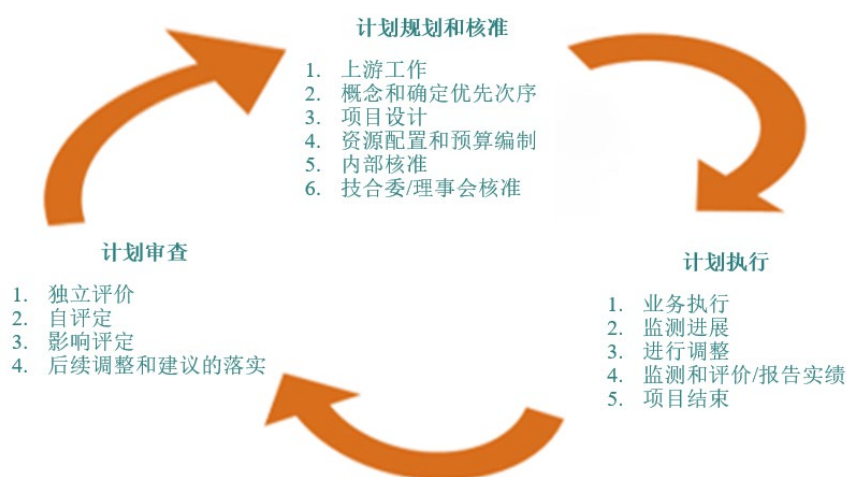 计划规划和核准
1. 上游工作
2. 概念和确定优先次序
3. 项目设计
4. 资源配置和预算编制
5. 内部核准
6. 技合委/理事会核准
计划审查
1. 独立评价
2. 自评定
3. 影响评定
4. 后续调整和建议的落实
计划执行
1. 业务执行
2. 监测进展
3. 进行调整
4. 监测和评价/报告实绩
5. 项目结束